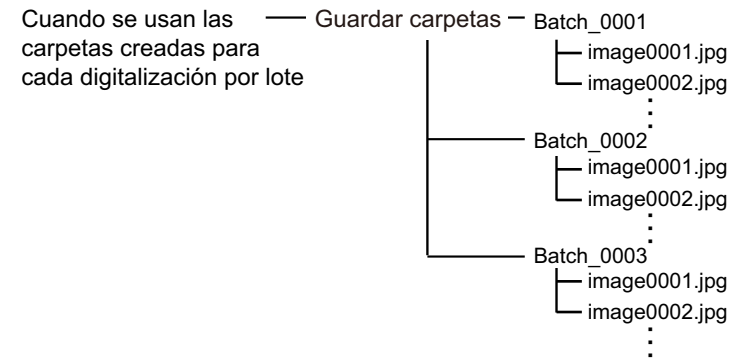 Cuando se usan las
carpetas creadas para
cada digitalización por lote
Guardar carpetas
Batch_0001
image0001.jpg
image0002.jpg
Batch_0002
image0001.jpg
image0002.jpg
Batch_0003
image0001.jpg
image0002.jpg